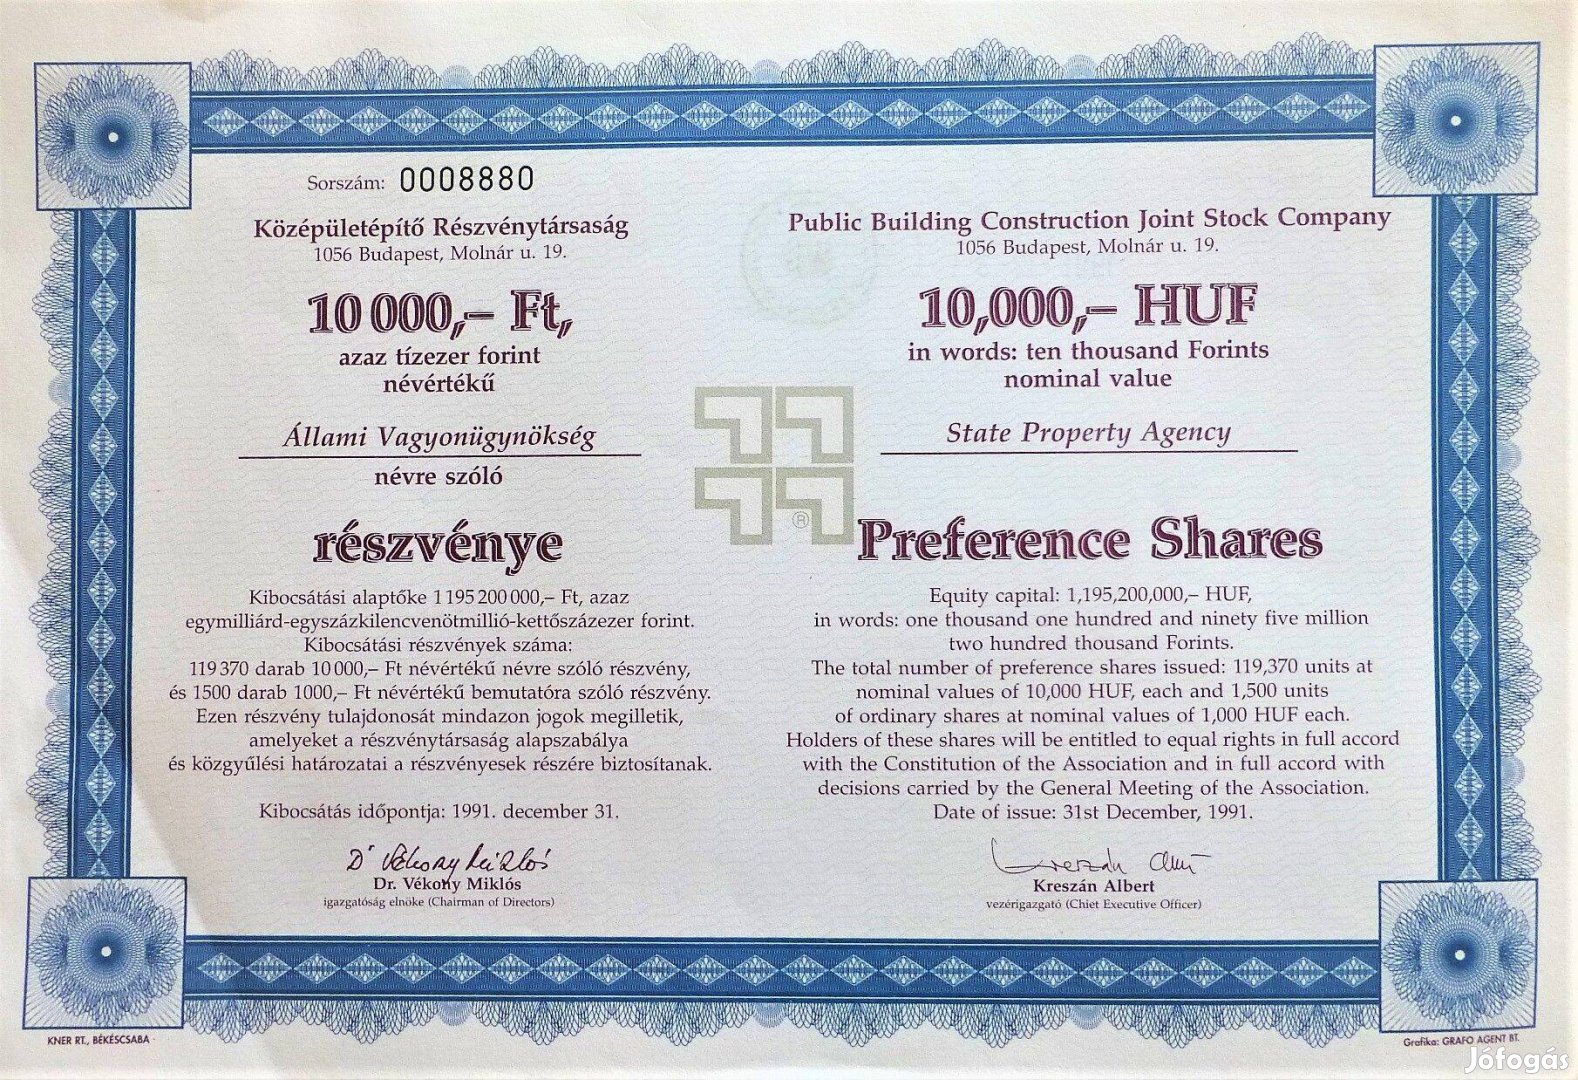 Sorszám: 0008880
Középületépítő Részvénytársaság
1056 Budapest, Molnár u. 19.
10 000,– Ft,
azaz tízezer forint
névértékű
Állami Vagyonügynökség
névre szóló
részvénye
Kibocsátási alaptőke 1 195 200 000,– Ft, azaz
egymilliárd-egyszázkilencvenötmillió-kettőszázezer forint.
Kibocsátási részvények száma:
119 370 darab 10 000,– Ft névértékű névre szóló részvény,
és 1500 darab 1000,– Ft névértékű bemutatóra szóló részvény.
Ezen részvény tulajdonosát mindazon jogok megilletik,
amelyeket a részvénytársaság alapszabálya
és közgyűlési határozatai a részvényesek részére biztosítanak.
Kibocsátás időpontja: 1991. december 31.
Dr Vékony Miklós
Dr. Vékony Miklós
igazgatóság elnöke (Chairman of Directors)
Public Building Construction Joint Stock Company
1056 Budapest, Molnár u. 19.
10,000,– HUF
in words: ten thousand Forints
nominal value
State Property Agency
®
Preference Shares
Equity capital: 1,195,200,000,– HUF,
in words: one thousand one hundred and ninety five million
two hundred thousand Forints.
The total number of preference shares issued: 119,370 units at
nominal values of 10,000 HUF, each and 1,500 units
of ordinary shares at nominal values of 1,000 HUF each.
Holders of these shares will be entitled to equal rights in full accord
with the Constitution of the Association and in full accord with
decisions carried by the General Meeting of the Association.
Date of issue: 31st December, 1991.
Kreszán
Kreszán Albert
vezérigazgató (Chiet Executive Officer)
KNER RT., BÉKÉSCSABA
Grafika: GRAFO AGENT BT.
Jófogás